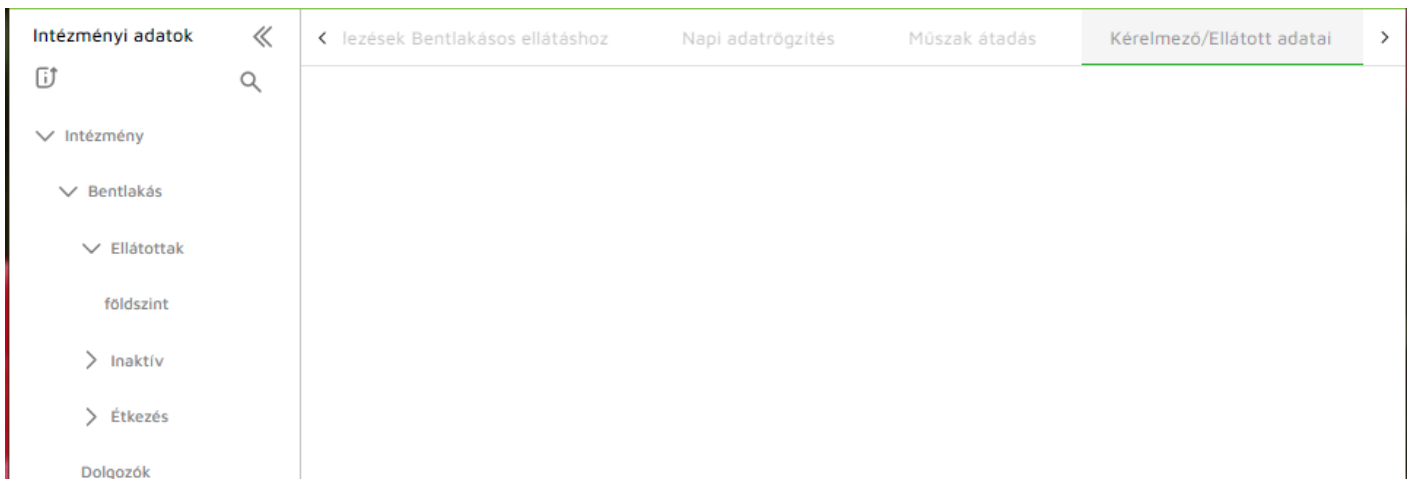 Intézményi adatok
lezések Bentlakásos ellátáshoz
Napi adatrögzítés
Műszak átadás
Kérelmező/Ellátott adatai
Intézmény
Bentlakás
Ellátottak
földszint
Inaktív
Étkezés
Dolgozók